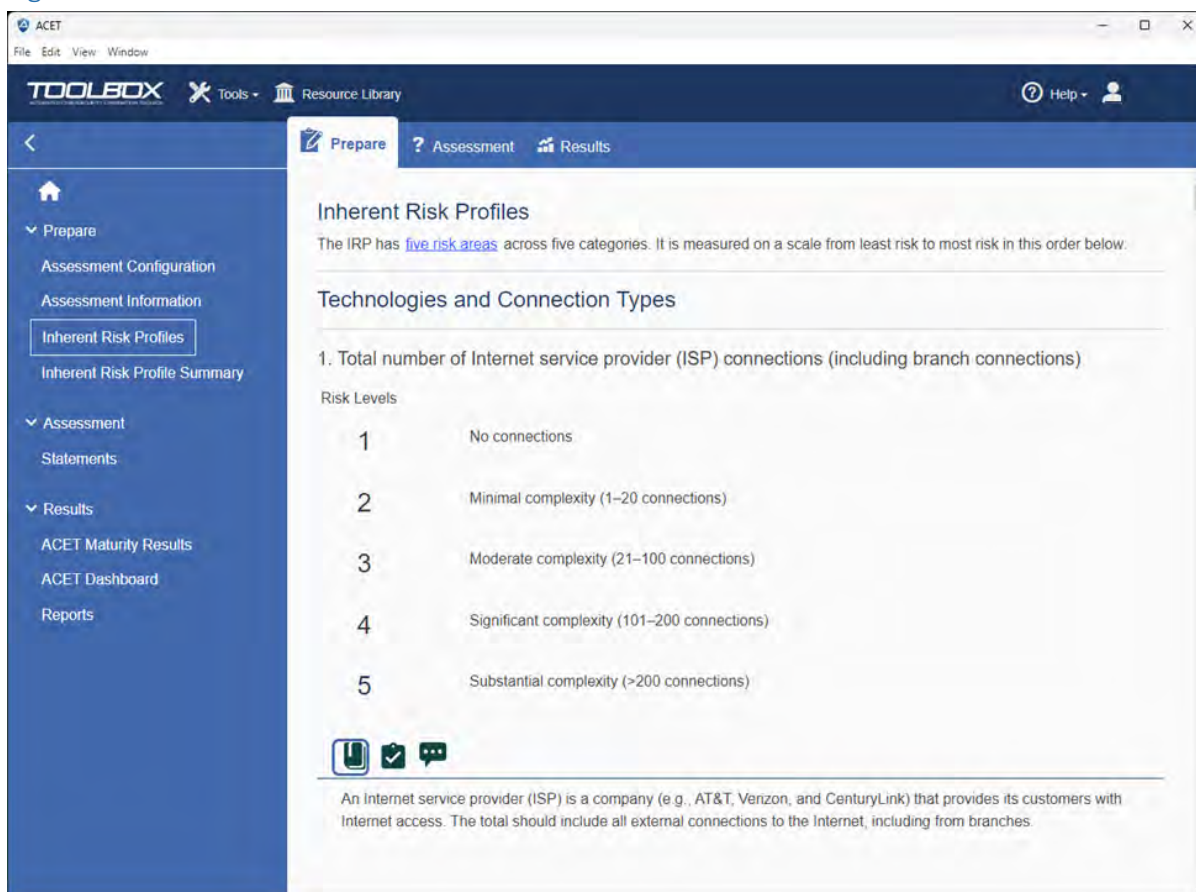 ACET
File Edit View Window
TOOLBOX
Tools
Resource Library
? Help
Prepare
? Assessment
Results
Prepare
Assessment Configuration
Assessment Information
Inherent Risk Profiles
Inherent Risk Profile Summary
Assessment
Statements
Results
ACET Maturity Results
ACET Dashboard
Reports
Inherent Risk Profiles
The IRP has five risk areas across five categories. It is measured on a scale from least risk to most risk in this order below.
Technologies and Connection Types
1. Total number of Internet service provider (ISP) connections (including branch connections)
Risk Levels
1 No connections
2 Minimal complexity (1–20 connections)
3 Moderate complexity (21–100 connections)
4 Significant complexity (101–200 connections)
5 Substantial complexity (>200 connections)
An Internet service provider (ISP) is a company (e.g., AT&T, Verizon, and CenturyLink) that provides its customers with
Internet access. The total should include all external connections to the Internet, including from branches.